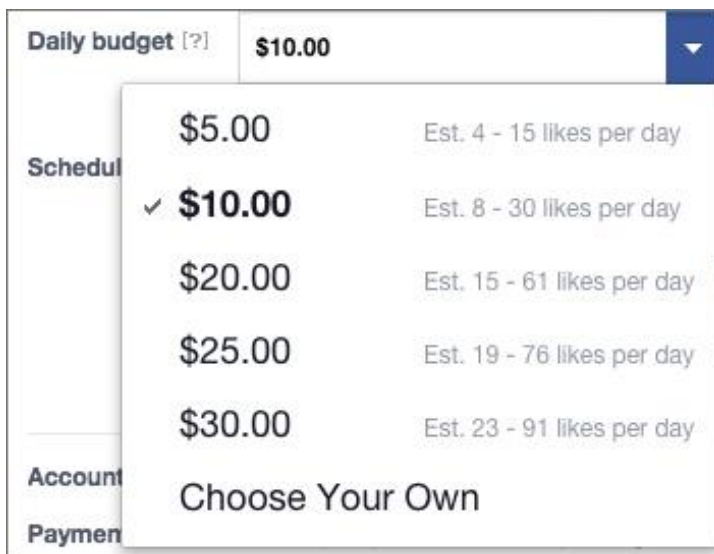 Daily budget [?] $10.00
$5.00 Est. 4 - 15 likes per day
Schedul
✓ $10.00 Est. 8 - 30 likes per day
$20.00 Est. 15 - 61 likes per day
$25.00 Est. 19 - 76 likes per day
$30.00 Est. 23 - 91 likes per day
Account
Choose Your Own
Paymen